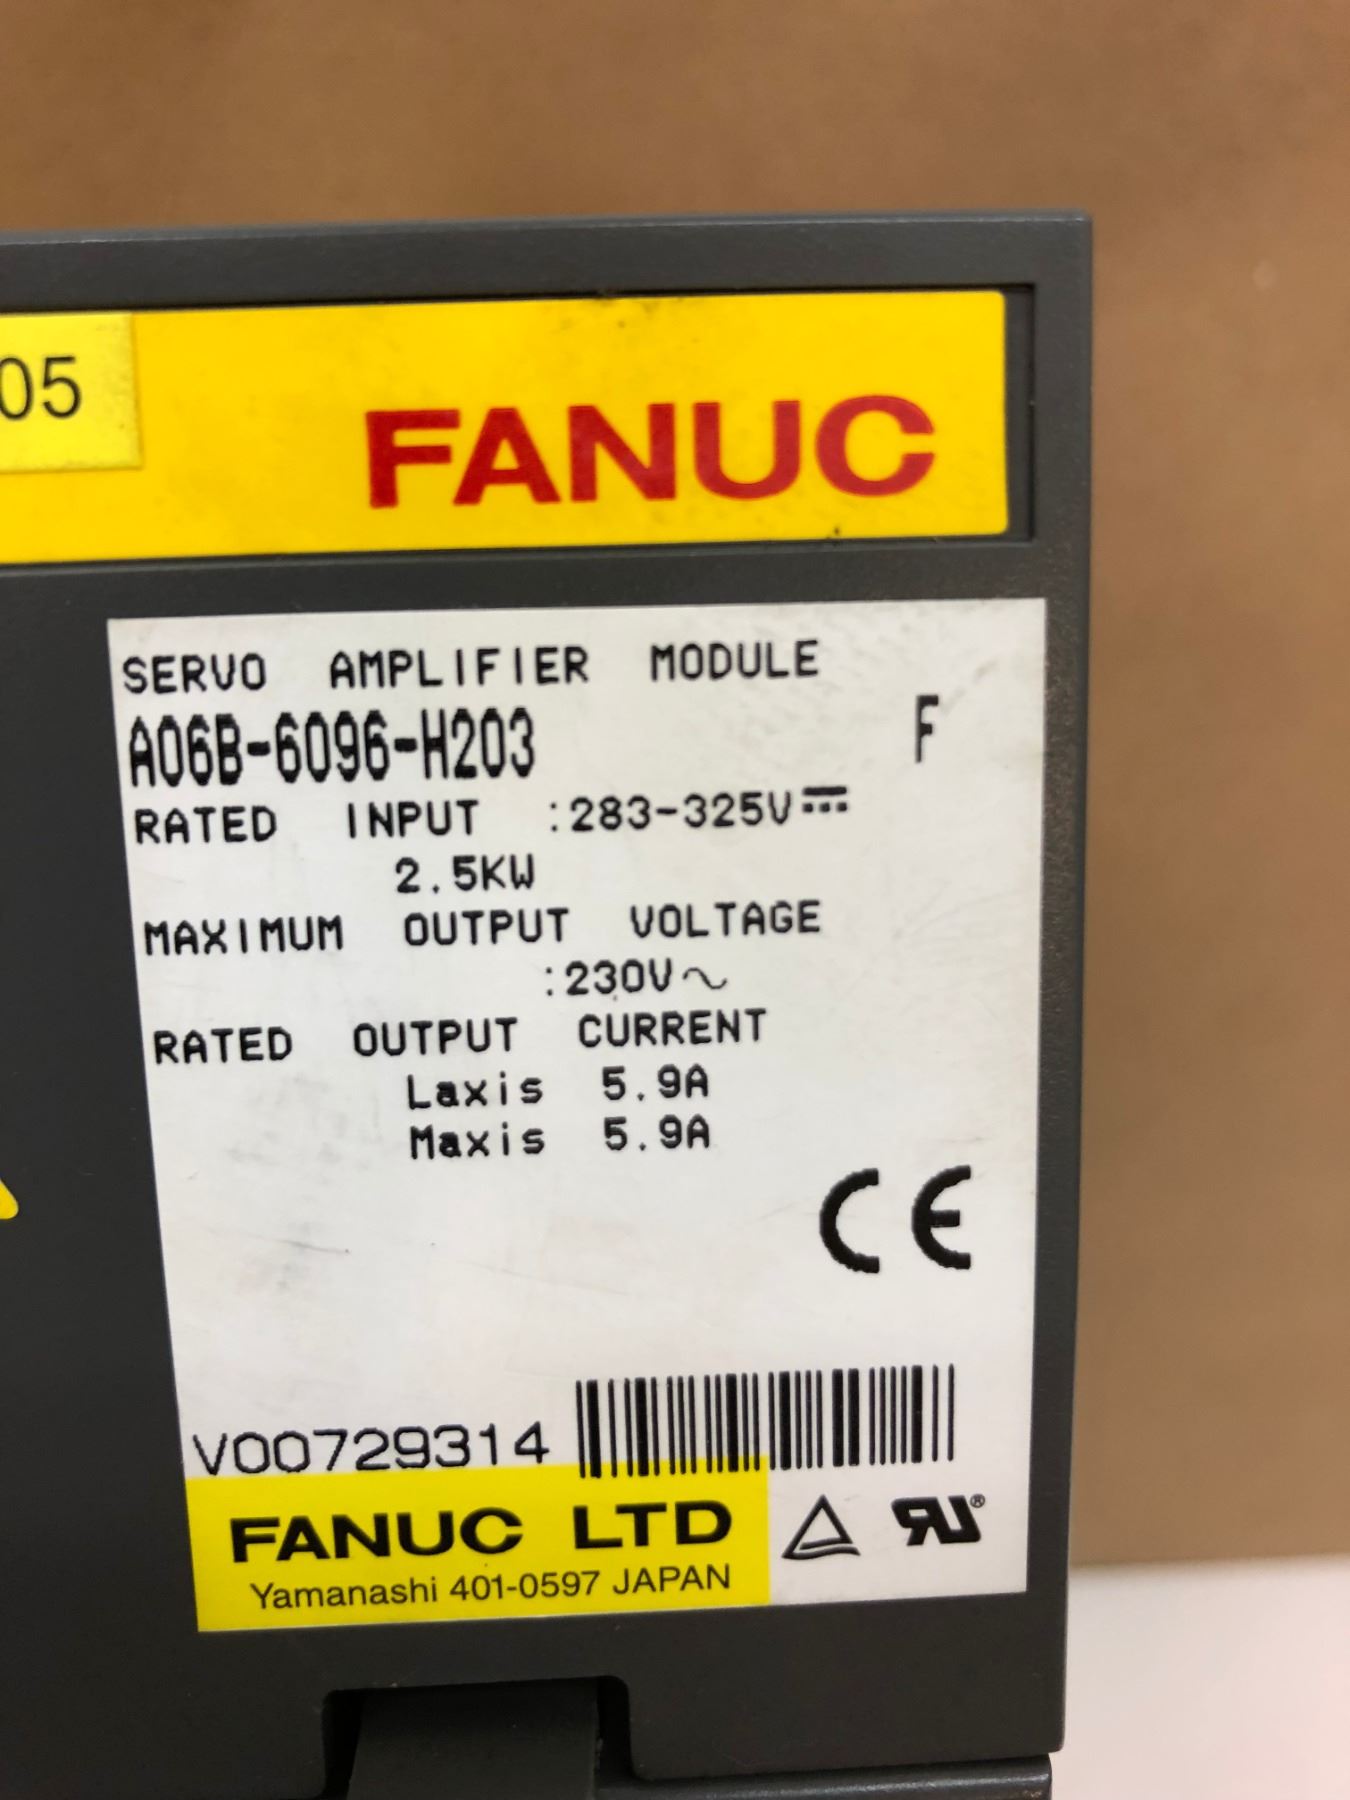 05
FANUC
SERVO AMPLIFIER MODULE
A06B-6096-H203 F
RATED INPUT :283-325V⎓
2.5KW
MAXIMUM OUTPUT VOLTAGE
:230V~
RATED OUTPUT CURRENT
Laxis 5.9A
Maxis 5.9A
CE
V00729314
FANUC LTD
Yamanashi 401-0597 JAPAN
RU®